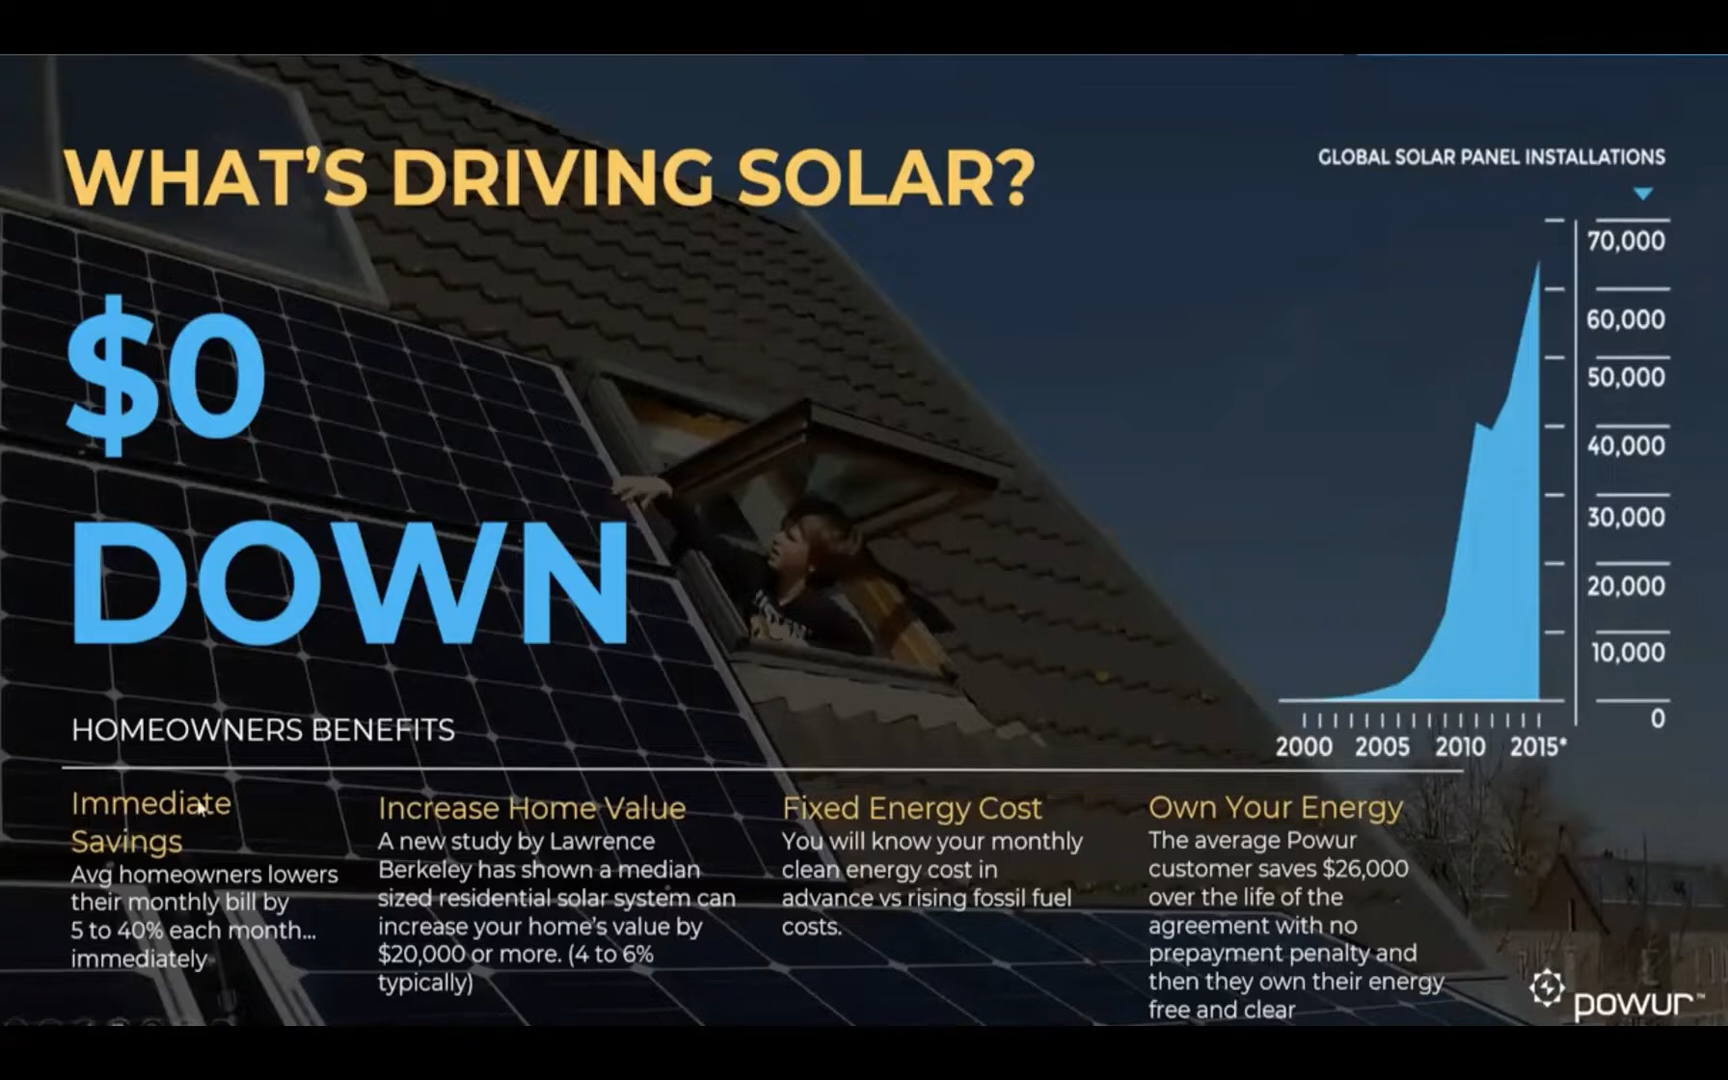 WHAT'S DRIVING SOLAR?
$0
DOWN
GLOBAL SOLAR PANEL INSTALLATIONS
70,000
60,000
50,000
40,000
30,000
20,000
10,000
0
2000 2005 2010 2015*
HOMEOWNERS BENEFITS
Immediate
Savings
Avg homeowners lowers
their monthly bill by
5 to 40% each month...
immediately
Increase Home Value
A new study by Lawrence
Berkeley has shown a median
sized residential solar system can
increase your home's value by
$20,000 or more. (4 to 6%
typically)
Fixed Energy Cost
You will know your monthly
clean energy cost in
advance vs rising fossil fuel
costs.
Own Your Energy
The average Powur
customer saves $26,000
over the life of the
agreement with no
prepayment penalty and
then they own their energy
free and clear
powur™